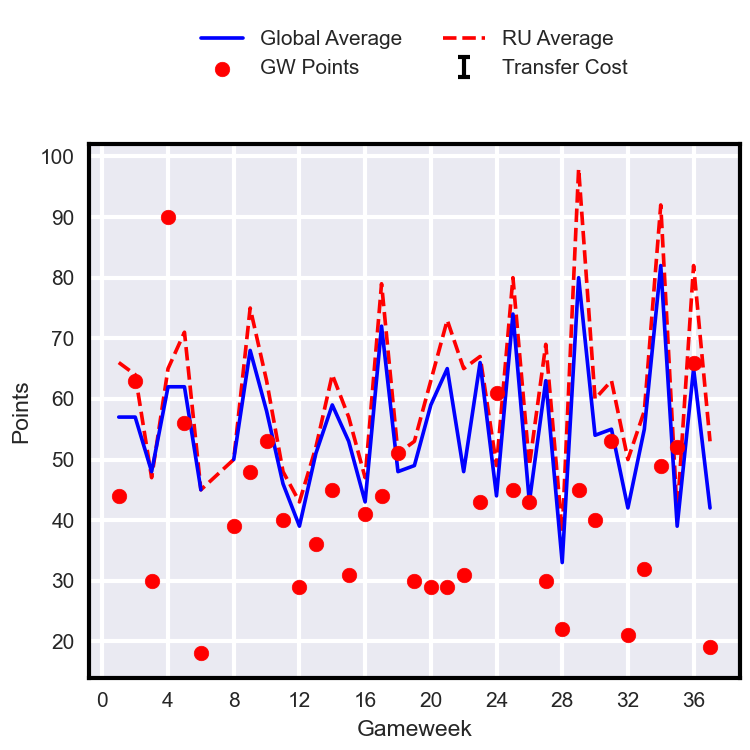 Global Average
RU Average
GW Points
Transfer Cost
100
90
80
70
60
50
40
30
20
Points
0 4 8 12 16 20 24 28 32 36
Gameweek